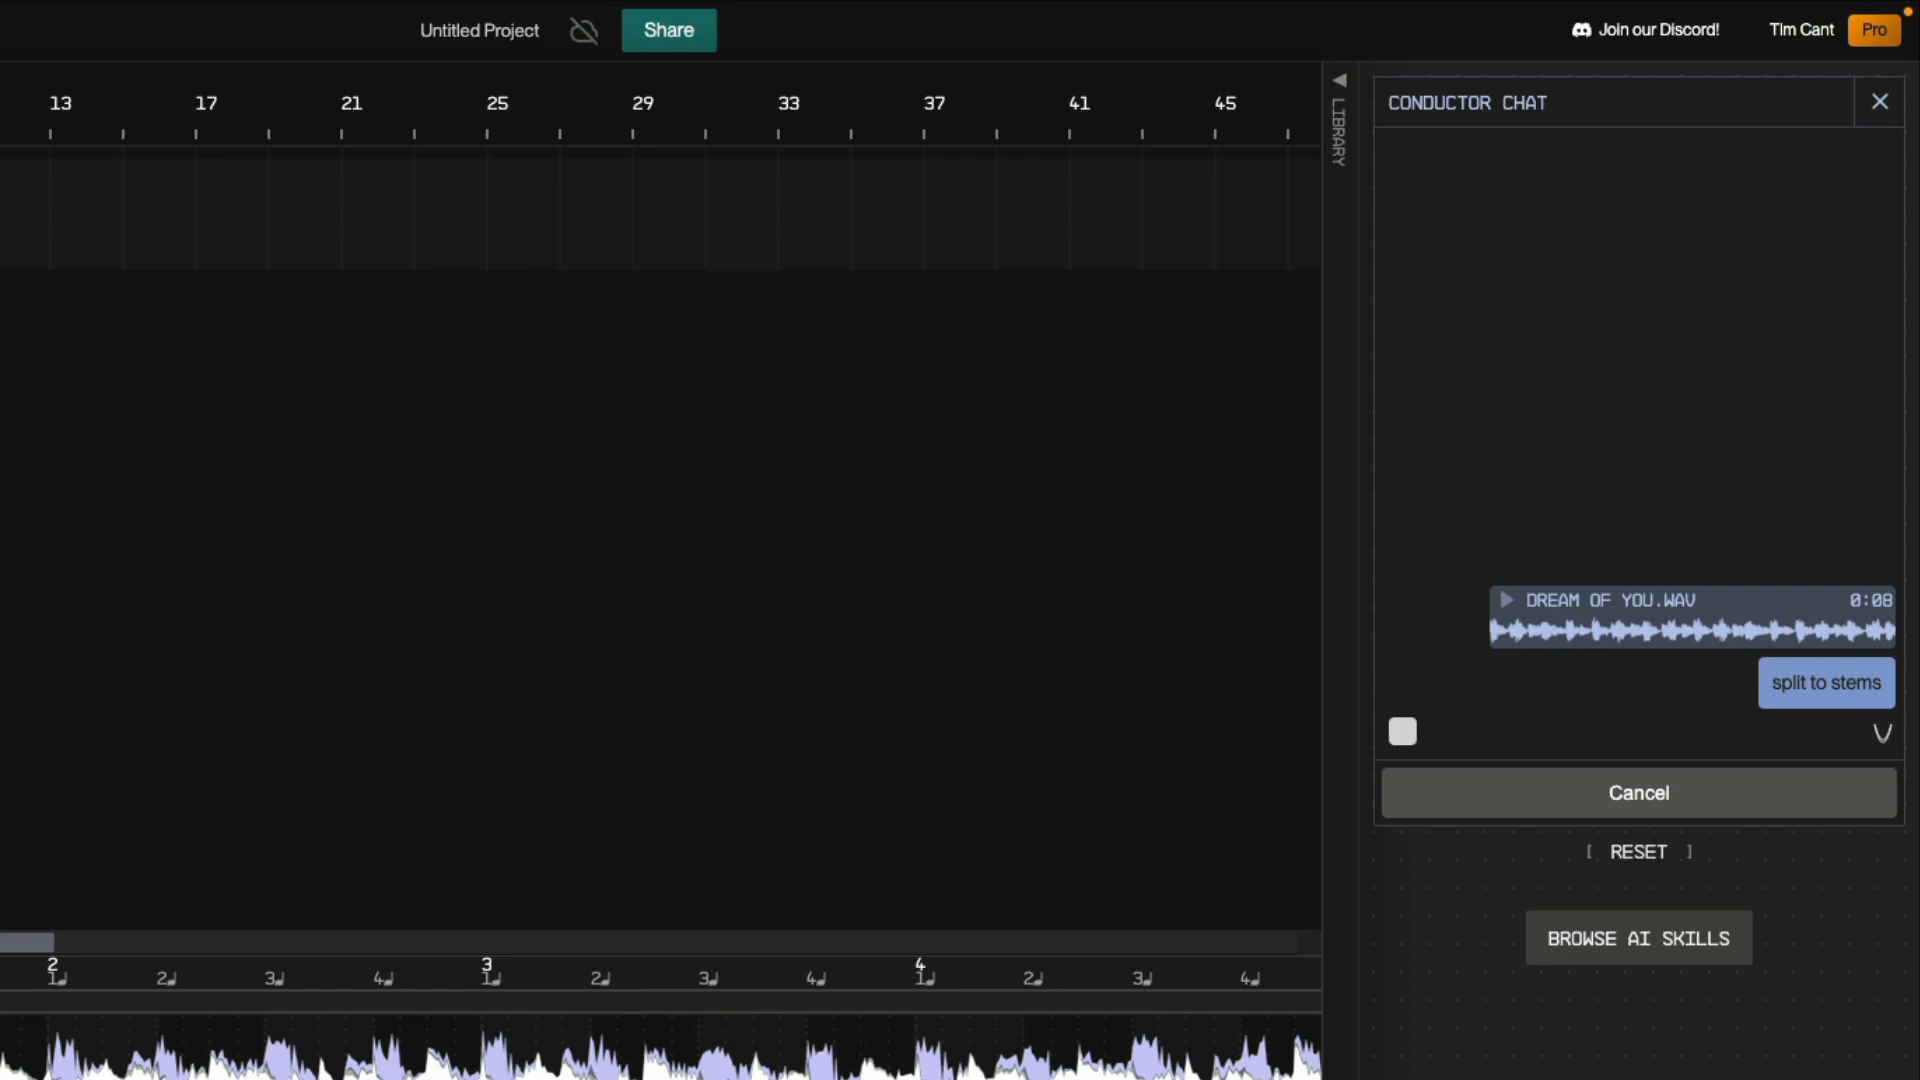 Untitled Project
Share
Join our Discord!
Tim Cant
Pro
13 17 21 25 29 33 37 41 45
LIBRARY
CONDUCTOR CHAT
DREAM OF YOU.WAV 0:08
split to stems
Cancel
[ RESET ]
BROWSE AI SKILLS
2 3 4
1 2 3 4 1 2 3 4 1 2 3 4